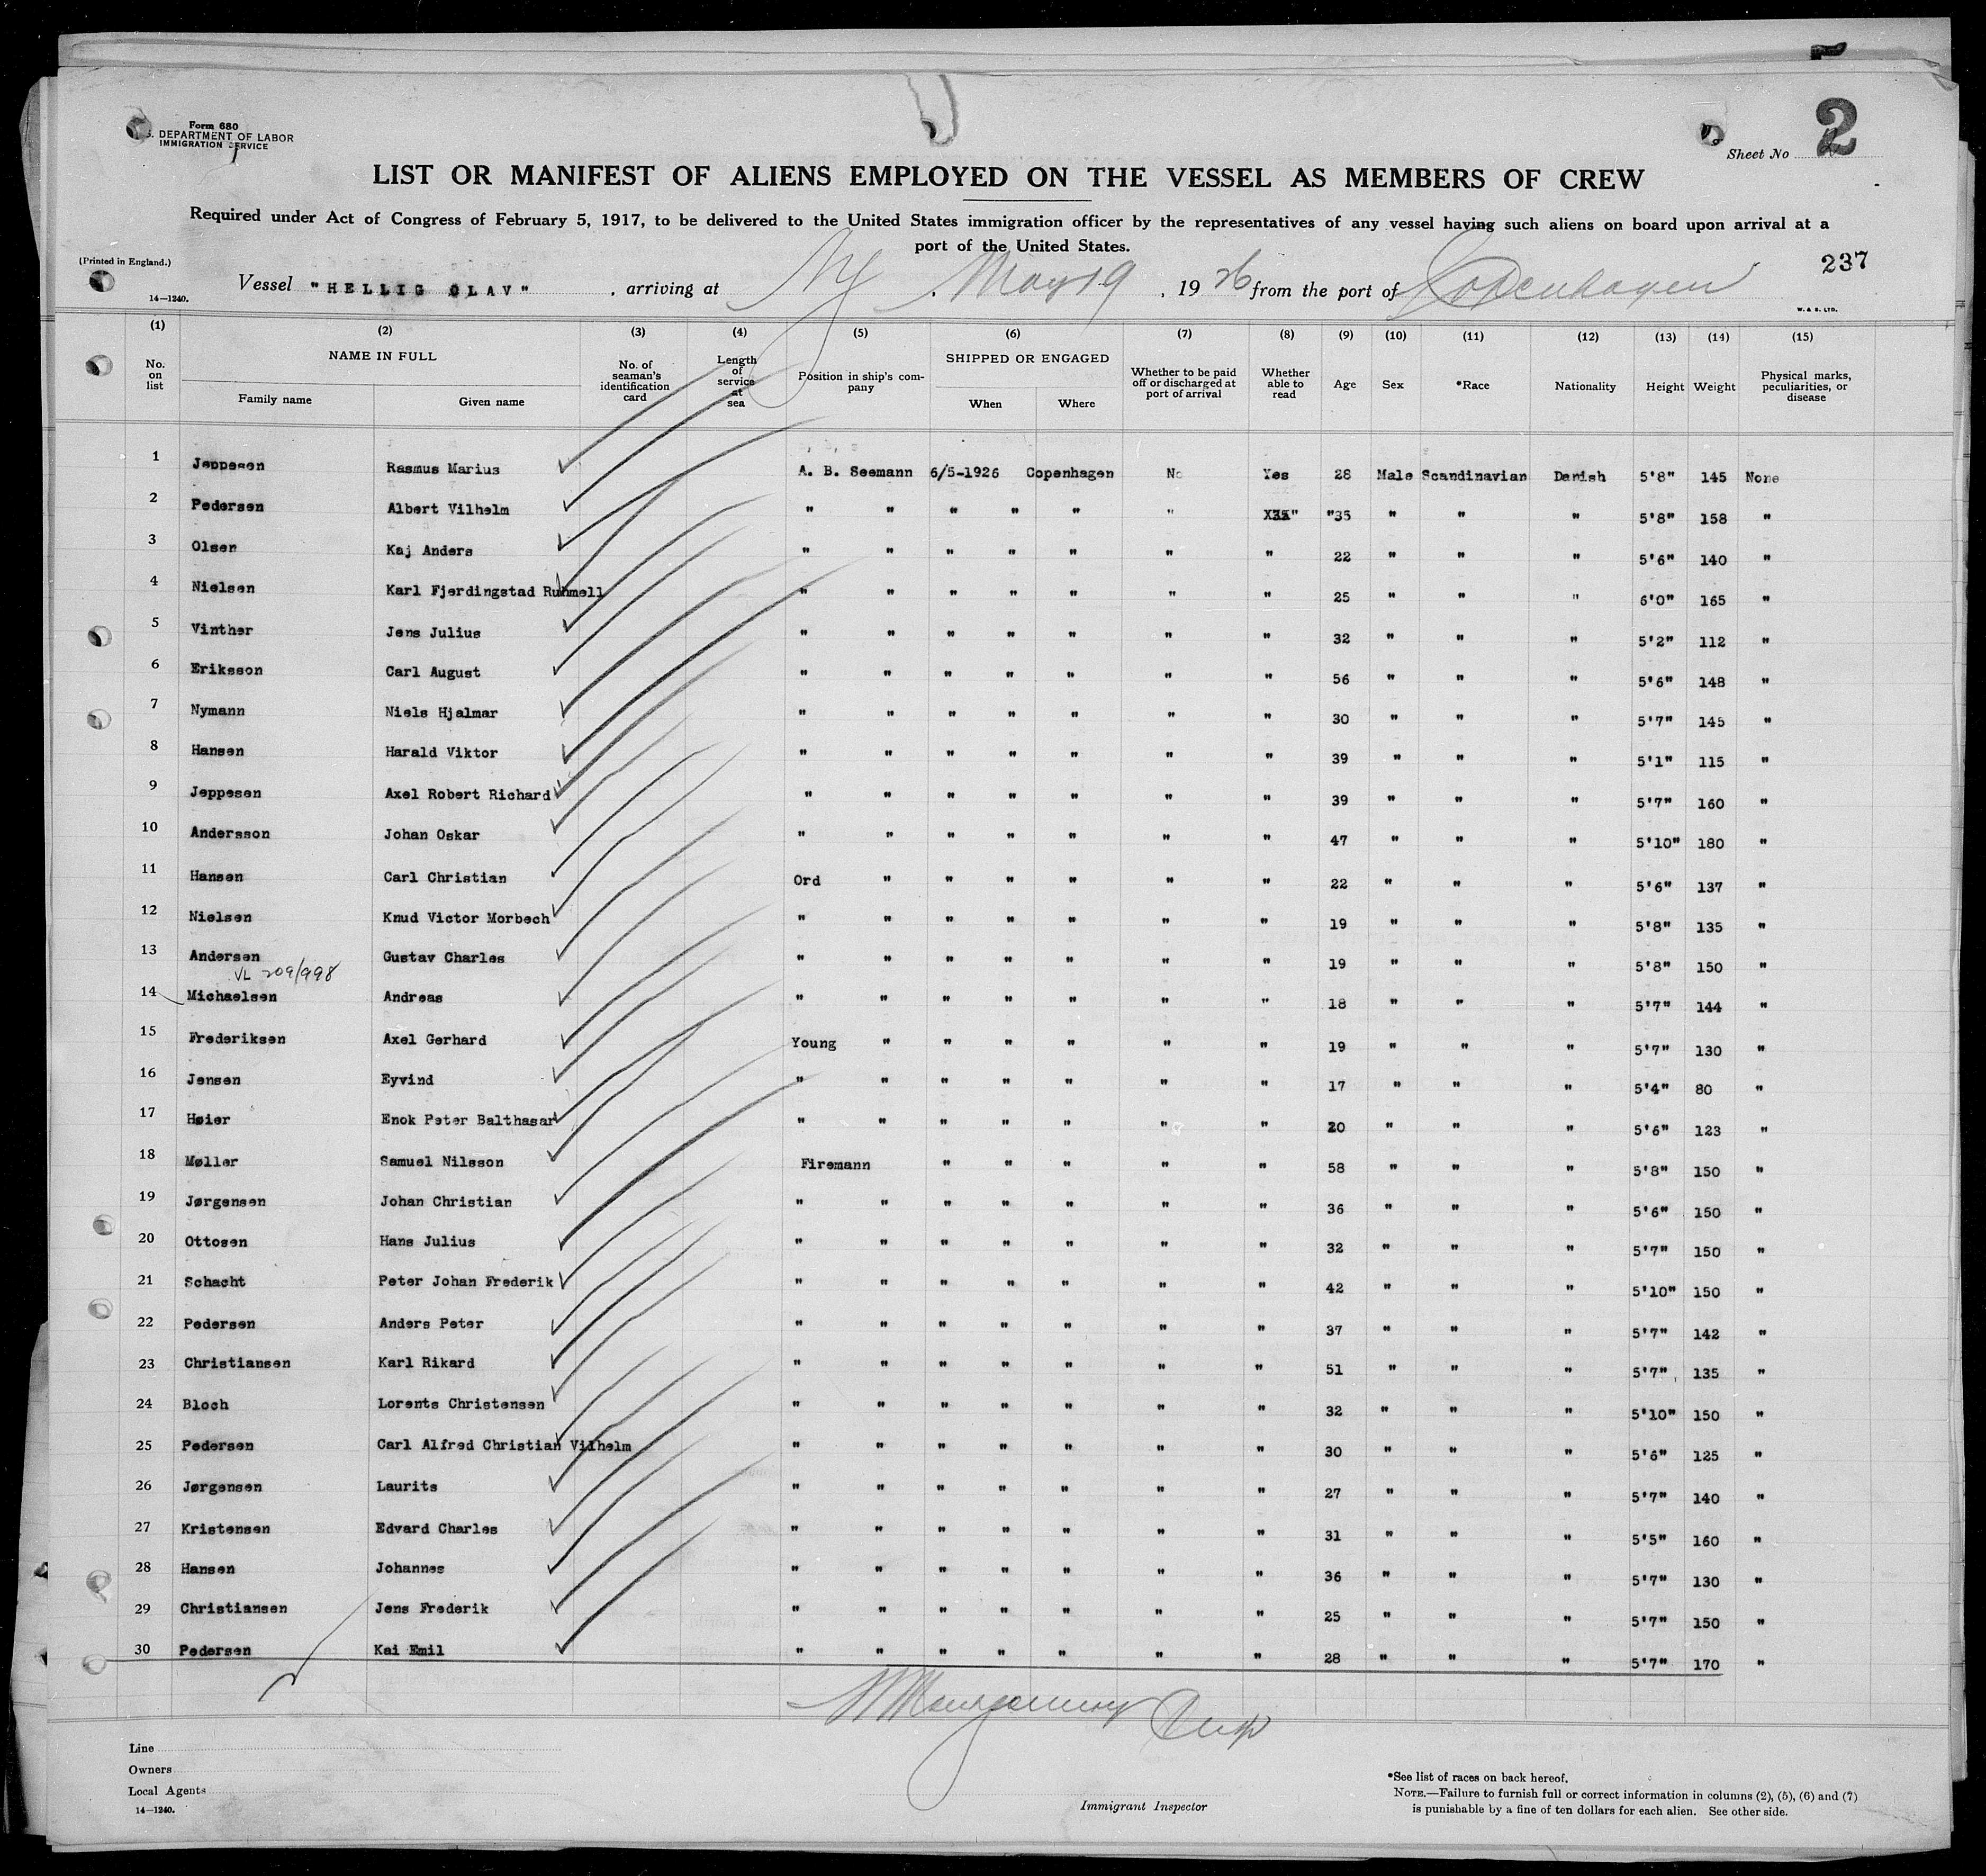 Form 680
S. DEPARTMENT OF LABOR
IMMIGRATION SERVICE
2
Sheet No
LIST OR MANIFEST OF ALIENS EMPLOYED ON THE VESSEL AS MEMBERS OF CREW
Required under Act of Congress of February 5, 1917, to be delivered to the United States immigration officer by the representatives of any vessel having such aliens on board upon arrival at a
port of the United States.
(Printed in England.)
237
14—1240.
Vessel "HELLIG OLAV" , arriving at NY , May 19 , 1926 from the port of Copenhagen
W. & S. LTD.
(1) (2) (3) (4) (5) (6) (7) (8) (9) (10) (11) (12) (13) (14) (15)
No. on list NAME IN FULL Family name Given name No. of seaman's identification card Length of service at sea Position in ship's company SHIPPED OR ENGAGED When Where Whether to be paid off or discharged at port of arrival Whether able to read Age Sex *Race Nationality Height Weight Physical marks, peculiarities, or disease
1 Jeppesen Rasmus Marius A. B. Seemann 6/5-1926 Copenhagen No Yes 28 Male Scandinavian Danish 5'8" 145 None
2 Pedersen Albert Vilhelm " " " " " " " "35 " " " 5'8" 158 "
3 Olsen Kaj Anders " " " " " " " 22 " " " 5'6" 140 "
4 Nielsen Karl Fjerdingstad Ruhmell " " " " " " " 25 " " " 6'0" 165 "
5 Vinther Jens Julius " " " " " " " 32 " " " 5'2" 112 "
6 Eriksson Carl August " " " " " " " 56 " " " 5'6" 148 "
7 Nymann Niels Hjalmar " " " " " " " 30 " " " 5'7" 145 "
8 Hansen Harald Viktor " " " " " " " 39 " " " 5'1" 115 "
9 Jeppesen Axel Robert Richard " " " " " " " 39 " " " 5'7" 160 "
10 Andersson Johan Oskar " " " " " " " 47 " " " 5'10" 180 "
11 Hansen Carl Christian Ord " " " " " " 22 " " " 5'6" 137 "
12 Nielsen Knud Victor Morbech " " " " " " " 19 " " " 5'8" 135 "
13 Andersen Gustav Charles " " " " " " " 19 " " " 5'8" 150 "
VL 209/998
14 Michaelsen Andreas " " " " " " " 18 " " " 5'7" 144 "
15 Frederiksen Axel Gerhard Young " " " " " " 19 " " " 5'7" 130 "
16 Jensen Eyvind " " " " " " " 17 " " " 5'4" 80 "
17 Høier Enok Peter Balthasar " " " " " " " 20 " " " 5'6" 123 "
18 Møller Samuel Nilsson Firemann " " " " " 58 " " " 5'8" 150 "
19 Jørgensen Johan Christian " " " " " " " 36 " " " 5'6" 150 "
20 Ottosen Hans Julius " " " " " " " 32 " " " 5'7" 150 "
21 Schacht Peter Johan Frederik " " " " " " " 42 " " " 5'10" 150 "
22 Pedersen Anders Peter " " " " " " " 37 " " " 5'7" 142 "
23 Christiansen Karl Rikard " " " " " " " 51 " " " 5'7" 135 "
24 Bloch Lorents Christensen " " " " " " " 32 " " " 5'10" 150 "
25 Pedersen Carl Alfred Christian Vilhelm " " " " " " " 30 " " " 5'6" 125 "
26 Jørgensen Laurits " " " " " " " 27 " " " 5'7" 140 "
27 Kristensen Edvard Charles " " " " " " " 31 " " " 5'5" 160 "
28 Hansen Johannes " " " " " " " 36 " " " 5'7" 130 "
29 Christiansen Jens Frederik " " " " " " " 25 " " " 5'7" 150 "
30 Pedersen Kai Emil " " " " " " " 28 " " " 5'7" 170 "
Montgomery Insp
Line
Owners
Local Agents
14—1240.
Immigrant Inspector
*See list of races on back hereof.
NOTE.—Failure to furnish full or correct information in columns (2), (5), (6) and (7)
is punishable by a fine of ten dollars for each alien. See other side.